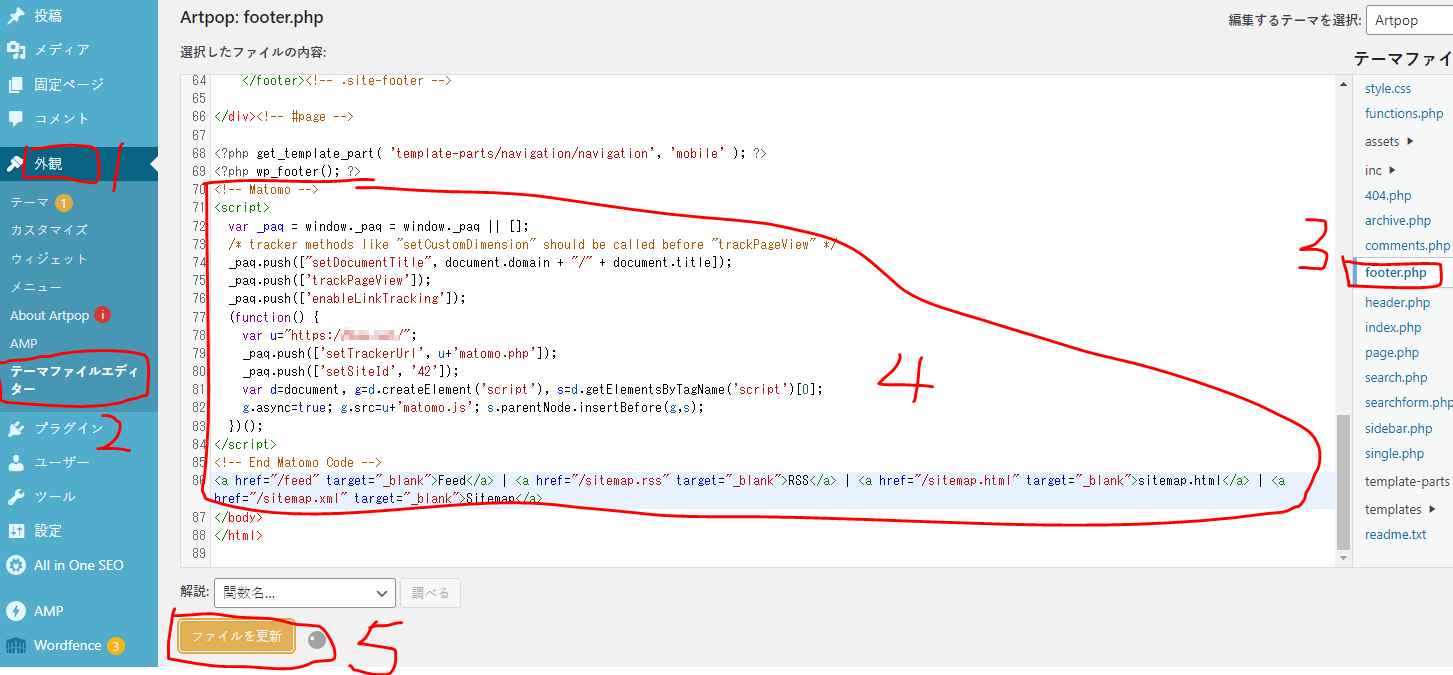 投稿
メディア
固定ページ
コメント
外観
1
テーマ 1
カスタマイズ
ウィジェット
メニュー
About Artpop i
AMP
テーマファイルエディ
ター
プラグイン
2
ユーザー
ツール
設定
All in One SEO
AMP
Wordfence 3
Artpop: footer.php
編集するテーマを選択: Artpop
選択したファイルの内容:
64 </footer><!-- .site-footer -->
65
66 </div><!-- #page -->
67
68 <?php get_template_part( 'template-parts/navigation/navigation', 'mobile' ); ?>
69 <?php wp_footer(); ?>
70 <!-- Matomo -->
71 <script>
72 var _paq = window._paq = window._paq || [];
73 /* tracker methods like "setCustomDimension" should be called before "trackPageView" */
74 _paq.push(["setDocumentTitle", document.domain + "/" + document.title]);
75 _paq.push(['trackPageView']);
76 _paq.push(['enableLinkTracking']);
77 (function() {
78 var u="https:/ /";
79 _paq.push(['setTrackerUrl', u+'matomo.php']);
80 _paq.push(['setSiteId', '42']);
81 var d=document, g=d.createElement('script'), s=d.getElementsByTagName('script')[0];
82 g.async=true; g.src=u+'matomo.js'; s.parentNode.insertBefore(g,s);
83 })();
84 </script>
85 <!-- End Matomo Code -->
86 <a href="/feed" target="_blank">Feed</a> | <a href="/sitemap.rss" target="_blank">RSS</a> | <a href="/sitemap.html" target="_blank">sitemap.html</a> | <a
href="/sitemap.xml" target="_blank">Sitemap</a>
87 </body>
88 </html>
89
4
解説: 関数名... 調べる
ファイルを更新
5
テーマファイ
style.css
functions.php
assets
inc
404.php
archive.php
comments.php
3
footer.php
header.php
index.php
page.php
search.php
searchform.php
sidebar.php
single.php
template-parts
templates
readme.txt